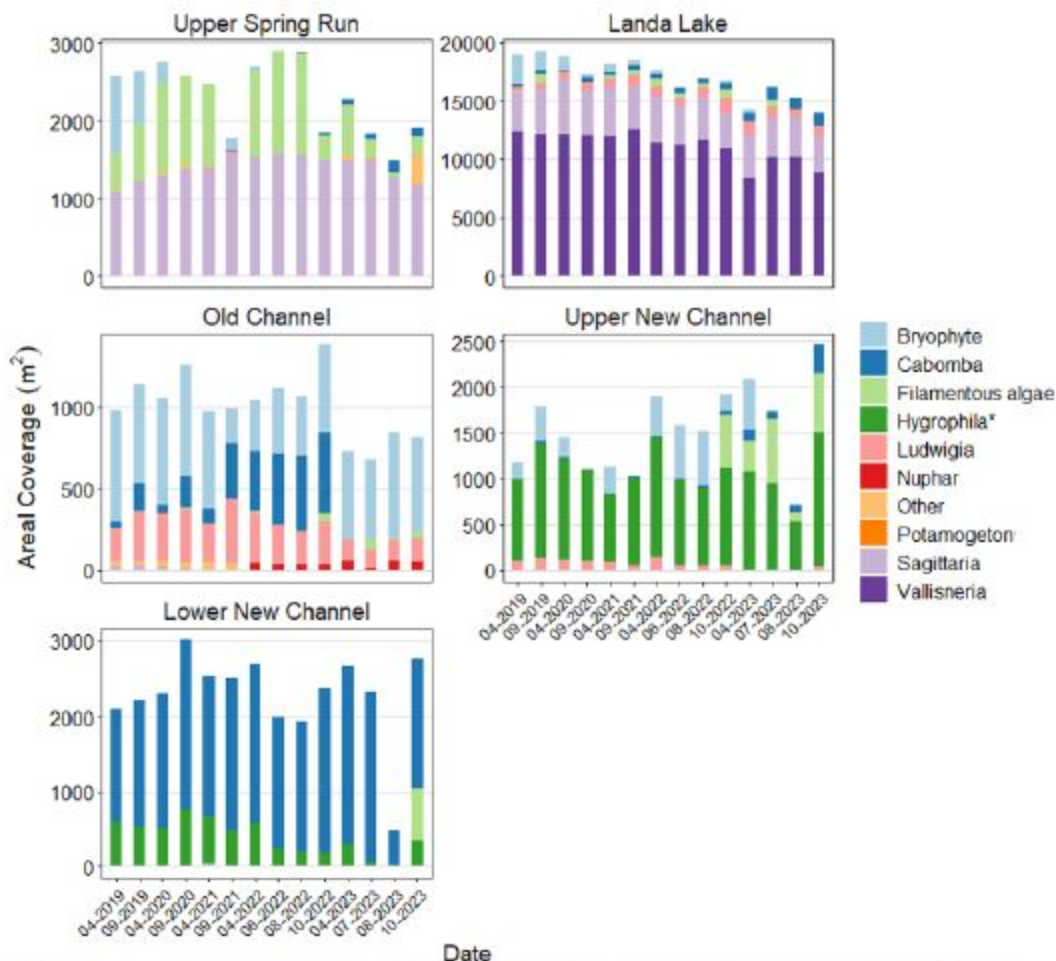 Upper Spring Run
Landa Lake
3000
2000
1000
0
20000
15000
10000
5000
0
Old Channel
Upper New Channel
1000
500
0
2500
2000
1500
1000
500
0
Bryophyte
Cabomba
Filamentous algae
Hygrophila*
Ludwigia
Nuphar
Other
Potamogeton
Sagittaria
Vallisneria
Areal Coverage (m²)
04-2019
09-2019
04-2020
09-2020
04-2021
09-2021
04-2022
06-2022
08-2022
10-2022
04-2023
07-2023
08-2023
10-2023
Lower New Channel
3000
2000
1000
0
04-2019
09-2019
04-2020
09-2020
04-2021
09-2021
04-2022
06-2022
08-2022
10-2022
04-2023
07-2023
08-2023
10-2023
Date